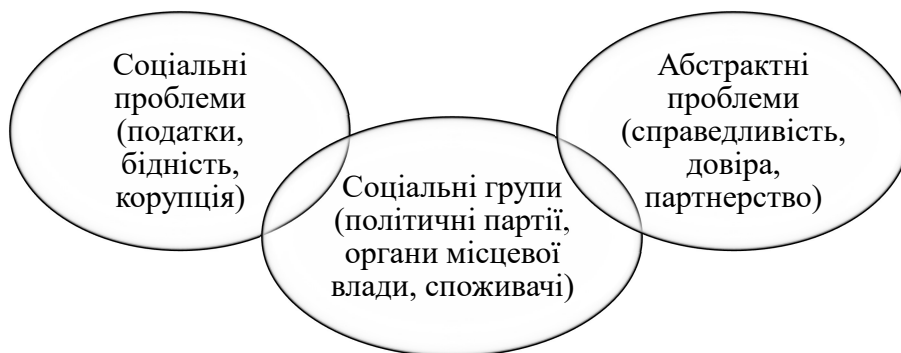 Соціальні
проблеми
(податки,
бідність,
корупція)
Соціальні групи
(політичні партії,
органи місцевої
влади, споживачі)
Абстрактні
проблеми
(справедливість,
довіра,
партнерство)